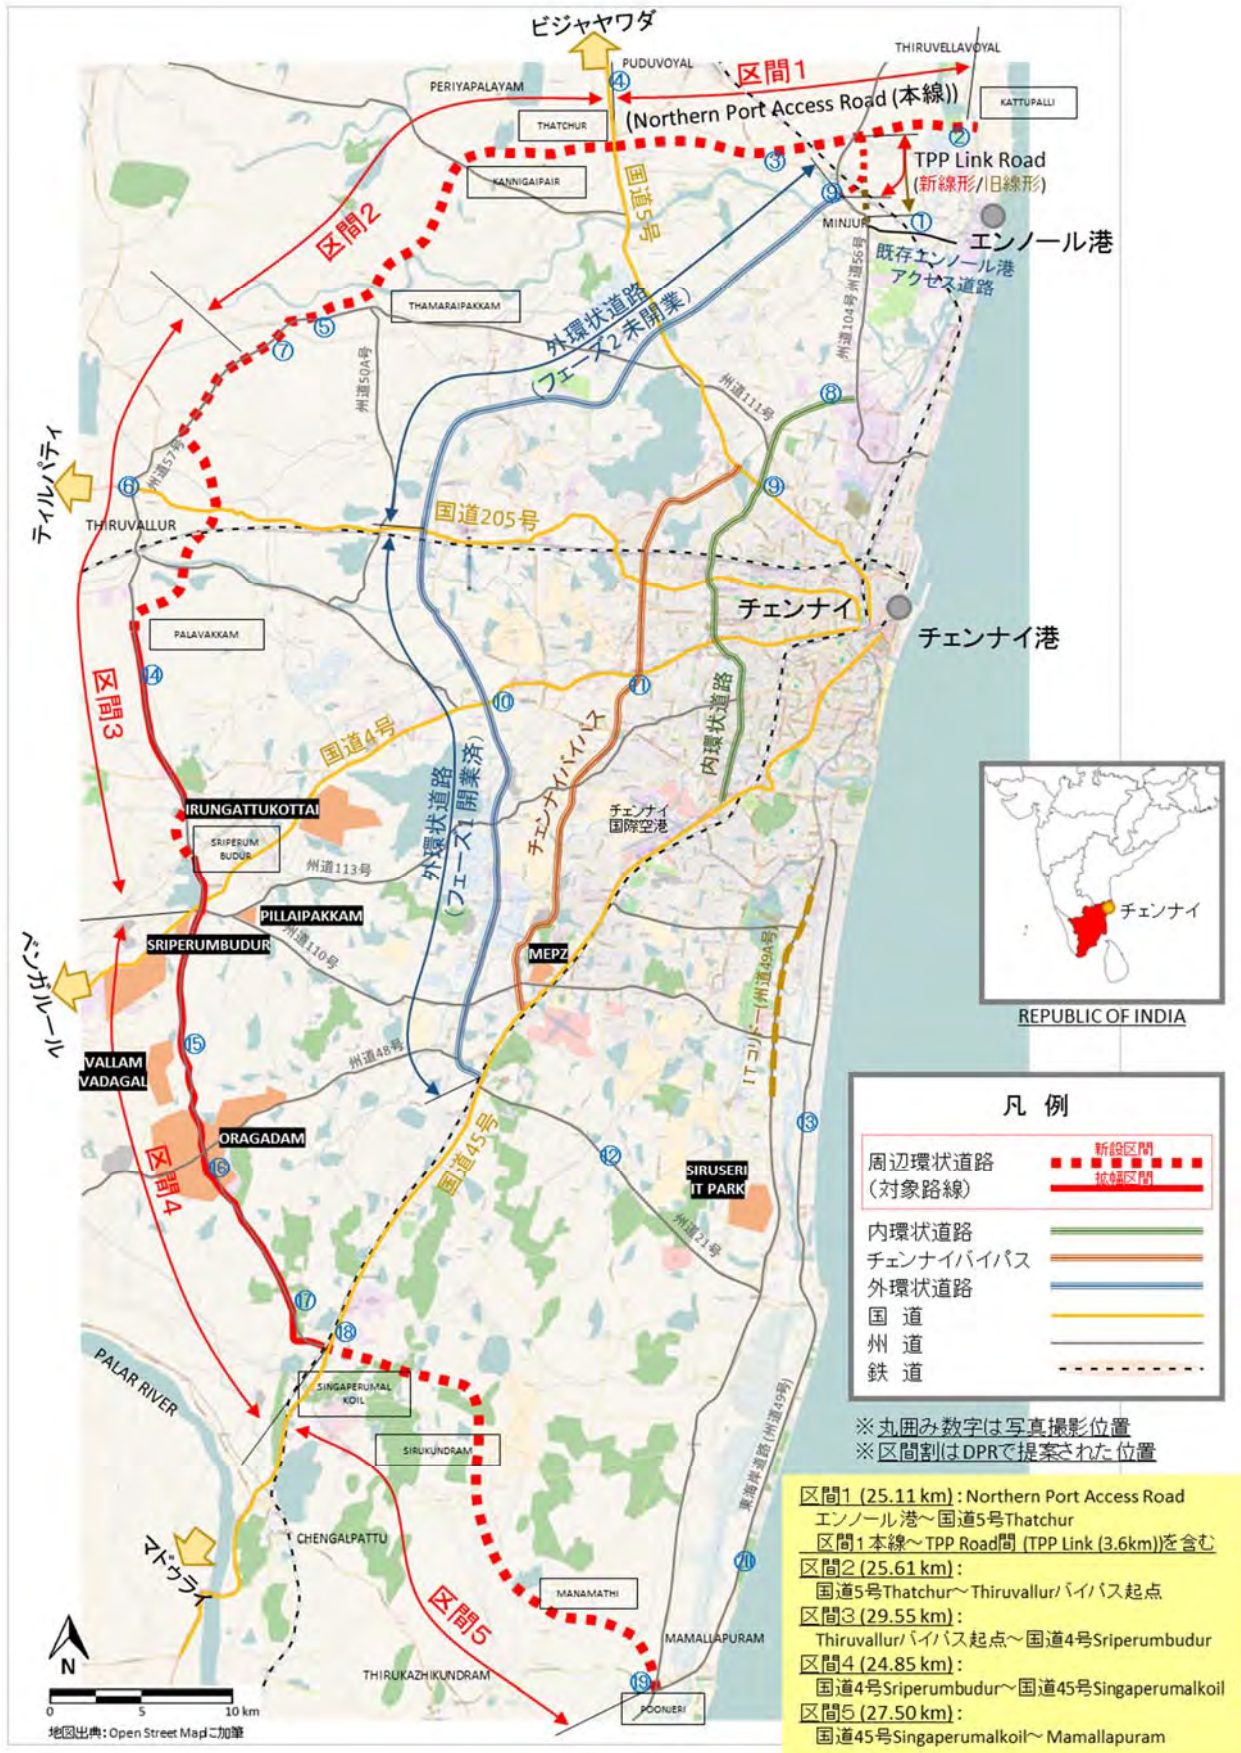 ビジャヤワダ
THIRUVELLAVOYAL
PUDUVOYAL
④
区間1
PERIYAPALAYAM
(Northern Port Access Road (本線))
KATTUPALLI
THATCHUR
②
③
TPP Link Road
(新線形/旧線形)
KANNIGAIPAIR
国道5号
⑨
MINJUR
①
エンノール港
既存エンノール港
アクセス道路
区間2
州道56号
州道104号
THAMARAIPAKKAM
外環状道路
(フェーズ2未開業)
⑤
⑦
州道50A号
州道111号
⑧
ティルパティ
⑥
州道57号
THIRUVALLUR
国道205号
⑨
チェンナイ
チェンナイ港
PALAVAKKAM
⑭
区間3
⑩
⑪
国道4号
内環状道路
チェンナイバイパス
外環状道路
(フェーズ1開業済)
IRUNGATTUKOTTAI
チェンナイ
国際空港
SRIPERUM
BUDUR
州道113号
PILLAIPAKKAM
SRIPERUMBUDUR
州道110号
MEPZ
ITコリドー(州道49A号)
チェンナイ
REPUBLIC OF INDIA
ベンガルール
⑮
VALLAM
VADAGAL
州道48号
ORAGADAM
⑯
区間4
国道45号
⑫
⑬
SIRUSERI
IT PARK
州道21号
凡 例
周辺環状道路
(対象路線)
新設区間
拡幅区間
内環状道路
チェンナイバイパス
外環状道路
国 道
州 道
鉄 道
⑰
⑱
PALAR RIVER
SINGAPERUMAL
KOIL
SIRUKUNDRAM
東海岸道路(州道49号)
※丸囲み数字は写真撮影位置
※区間割はDPRで提案された位置
CHENGALPATTU
マドゥライ
⑳
MANAMATHI
区間5
MAMALLAPURAM
THIRUKAZHIKUNDRAM
⑲
POONJERI
区間1 (25.11 km) : Northern Port Access Road
エンノール港～国道5号Thatchur
区間1本線～TPP Road間 (TPP Link (3.6km))を含む
区間2 (25.61 km) :
国道5号Thatchur～Thiruvallurバイパス起点
区間3 (29.55 km) :
Thiruvallurバイパス起点～国道4号Sriperumbudur
区間4 (24.85 km) :
国道4号Sriperumbudur～国道45号Singaperumalkoil
区間5 (27.50 km) :
国道45号Singaperumalkoil～ Mamallapuram
N
0 5 10 km
地図出典: Open Street Mapに加筆